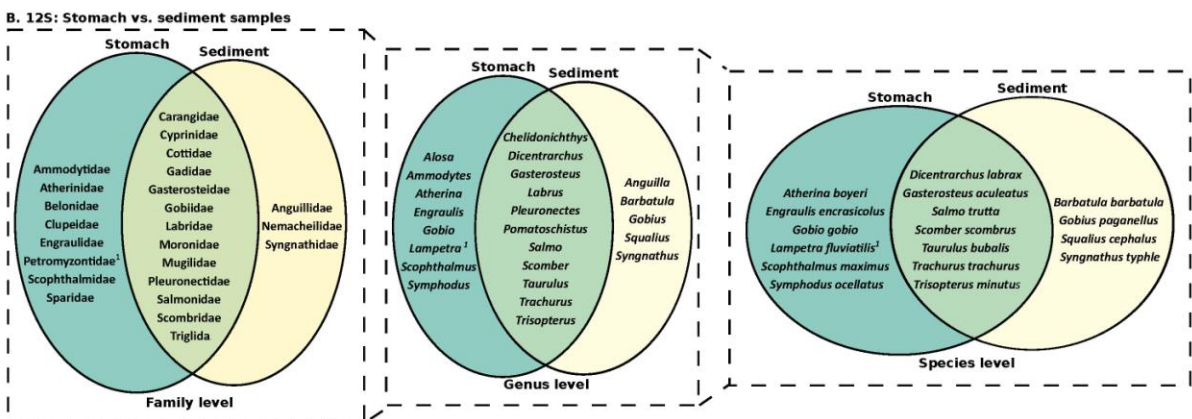 B. 12S: Stomach vs. sediment samples
Stomach
Sediment
Ammodytidae
Atherinidae
Belonidae
Clupeidae
Engraulidae
Petromyzontidae¹
Scophthalmidae
Sparidae
Carangidae
Cyprinidae
Cottidae
Gadidae
Gasterosteidae
Gobiidae
Labridae
Moronidae
Mugilidae
Pleuronectidae
Salmonidae
Scombridae
Triglida
Anguillidae
Nemacheilidae
Syngnathidae
Family level
Stomach
Sediment
Alosa
Ammodytes
Atherina
Engraulis
Gobio
Lampetra ¹
Scophthalmus
Symphodus
Chelidonichthys
Dicentrarchus
Gasterosteus
Labrus
Pleuronectes
Pomatoschistus
Salmo
Scomber
Taurulus
Trachurus
Trisopterus
Anguilla
Barbatula
Gobius
Squalius
Syngnathus
Genus level
Stomach
Sediment
Atherina boyeri
Engraulis encrasicolus
Gobio gobio
Lampetra fluviatilis¹
Scophthalmus maximus
Symphodus ocellatus
Dicentrarchus labrax
Gasterosteus aculeatus
Salmo trutta
Scomber scombrus
Taurulus bubalis
Trachurus trachurus
Trisopterus minutus
Barbatula barbatula
Gobius paganellus
Squalius cephalus
Syngnathus typhle
Species level